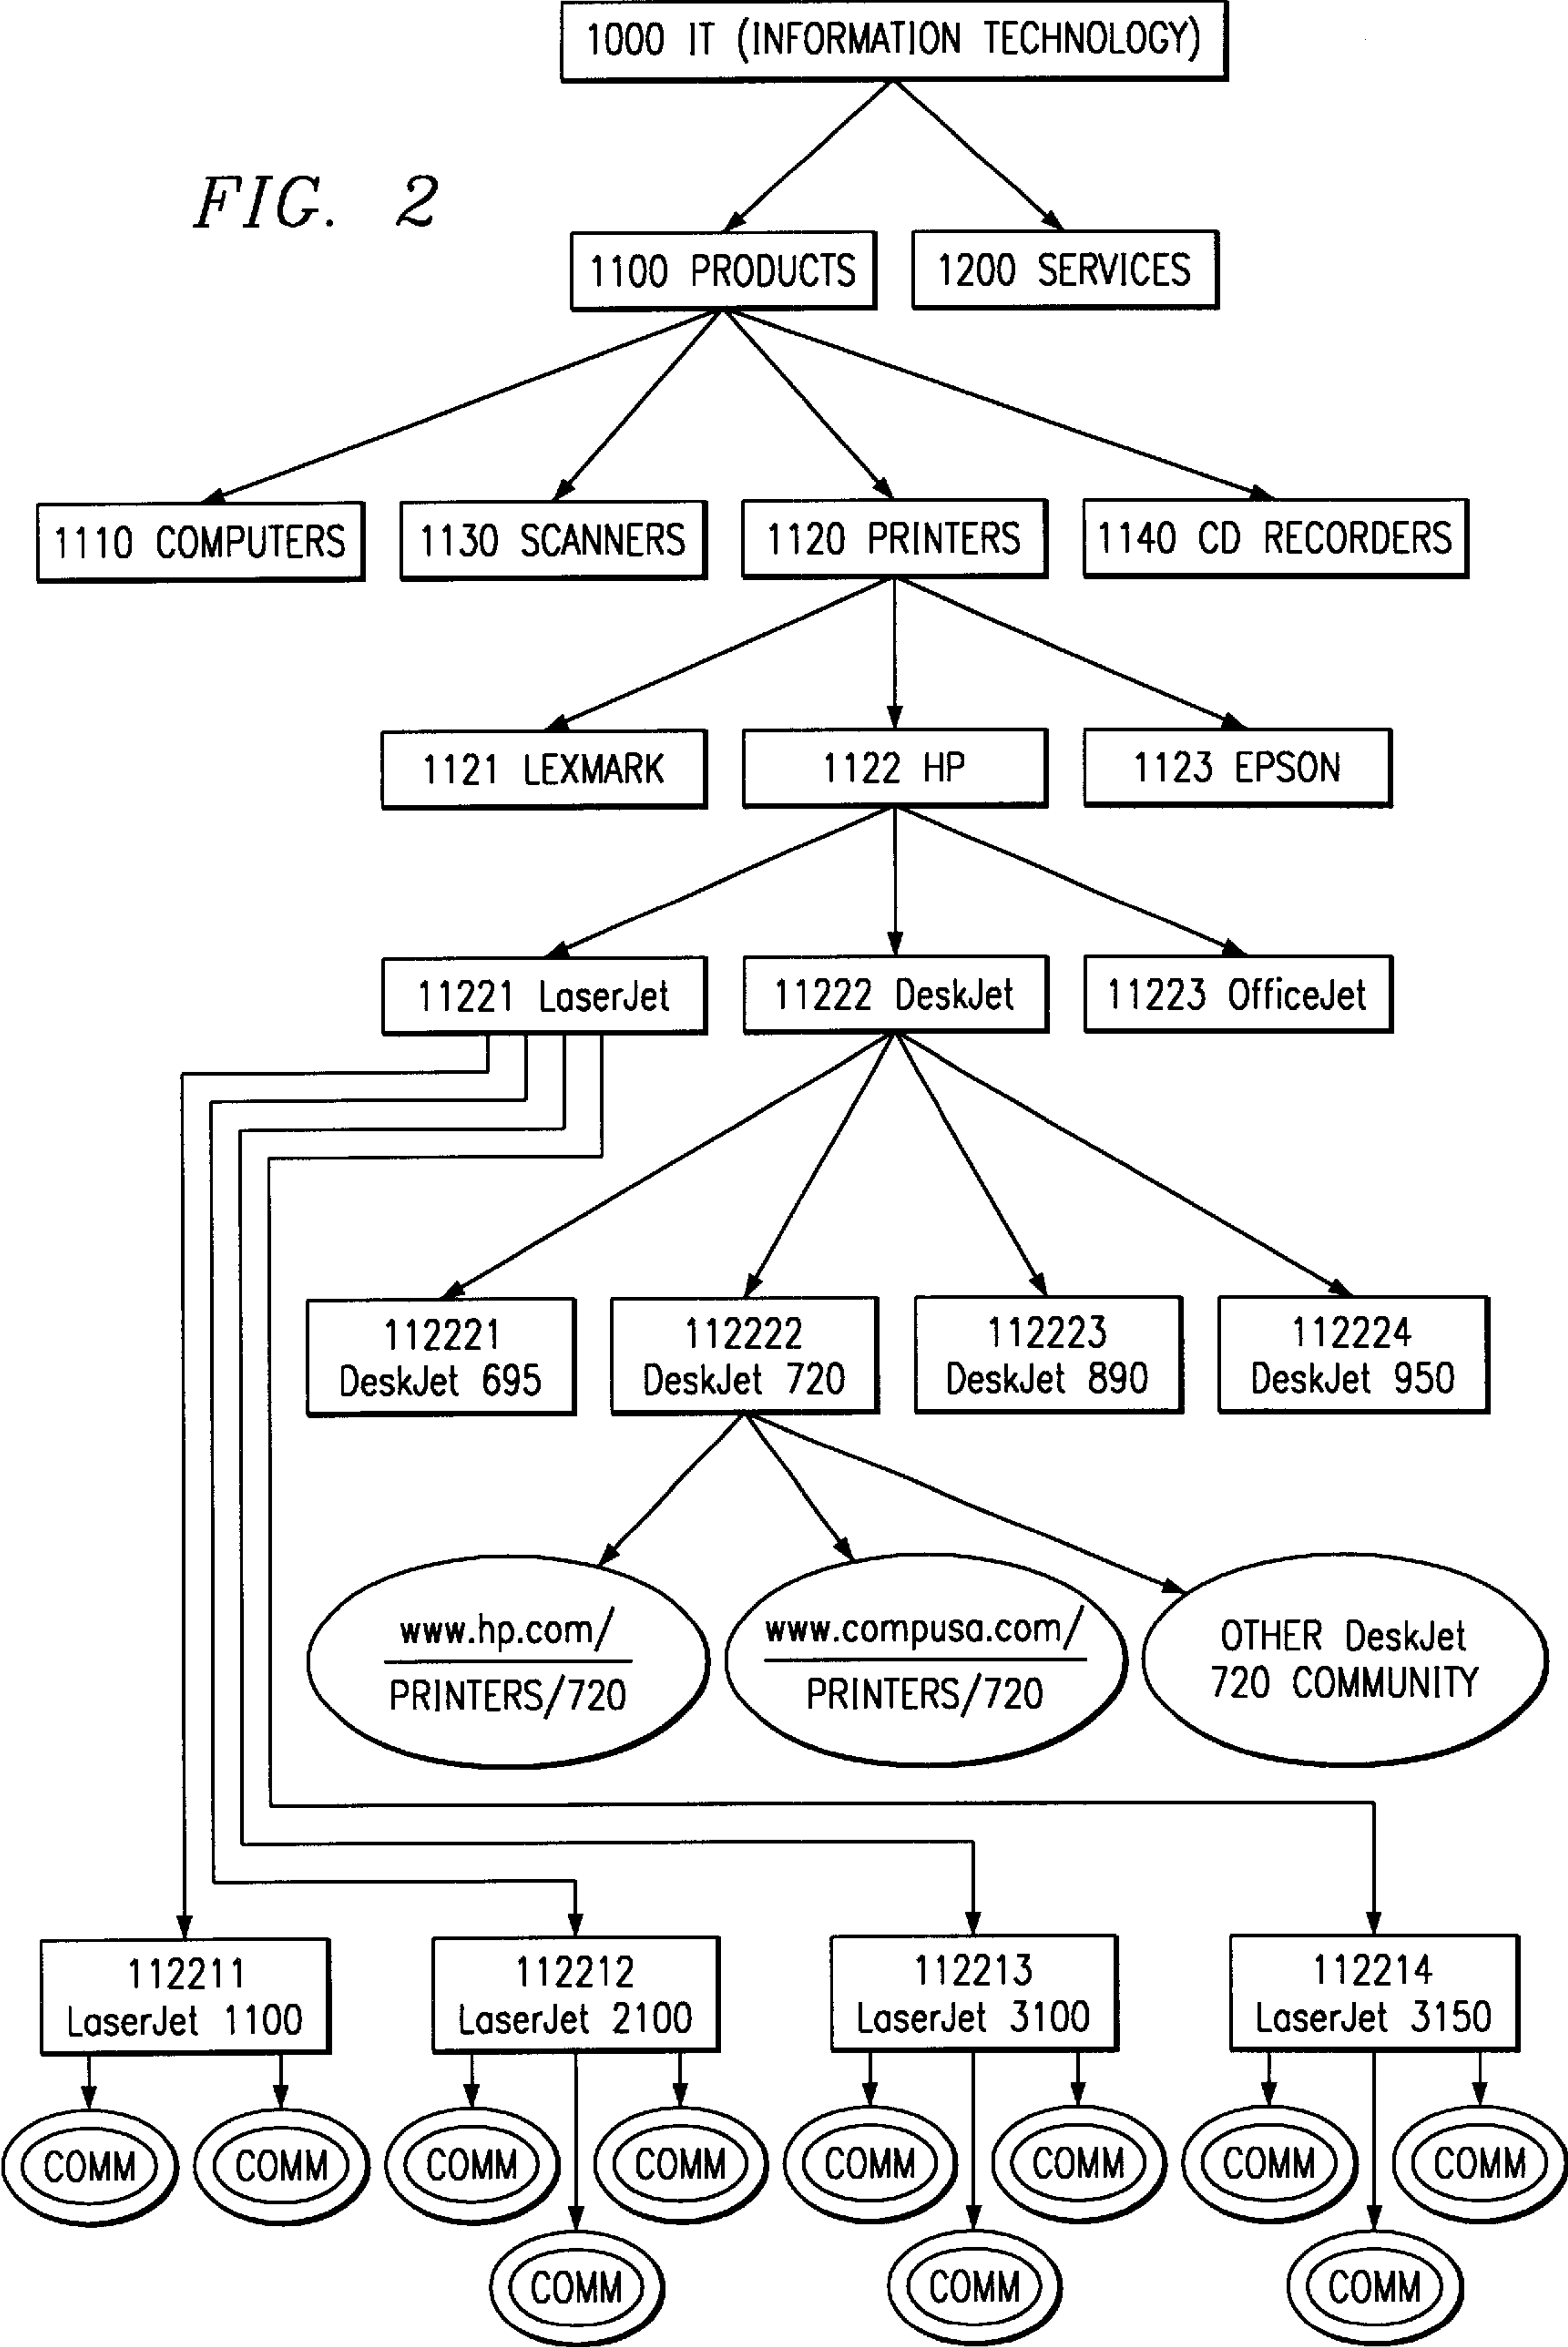 1000 IT (INFORMATION TECHNOLOGY)
FIG. 2
1100 PRODUCTS
1200 SERVICES
1110 COMPUTERS
1130 SCANNERS
1120 PRINTERS
1140 CD RECORDERS
1121 LEXMARK
1122 HP
1123 EPSON
11221 LaserJet
11222 DeskJet
11223 OfficeJet
112221
DeskJet 695
112222
DeskJet 720
112223
DeskJet 890
112224
DeskJet 950
www.hp.com/
PRINTERS/720
www.compusa.com/
PRINTERS/720
OTHER DeskJet
720 COMMUNITY
112211
LaserJet 1100
112212
LaserJet 2100
112213
LaserJet 3100
112214
LaserJet 3150
COMM
COMM
COMM
COMM
COMM
COMM
COMM
COMM
COMM
COMM
COMM